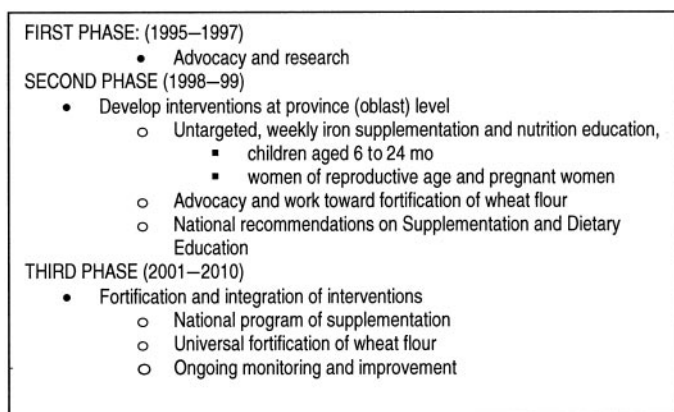 FIRST PHASE: (1995–1997)
• Advocacy and research
SECOND PHASE (1998–99)
• Develop interventions at province (oblast) level
o Untargeted, weekly iron supplementation and nutrition education,
▪ children aged 6 to 24 mo
▪ women of reproductive age and pregnant women
o Advocacy and work toward fortification of wheat flour
o National recommendations on Supplementation and Dietary
Education
THIRD PHASE (2001–2010)
• Fortification and integration of interventions
o National program of supplementation
o Universal fortification of wheat flour
o Ongoing monitoring and improvement